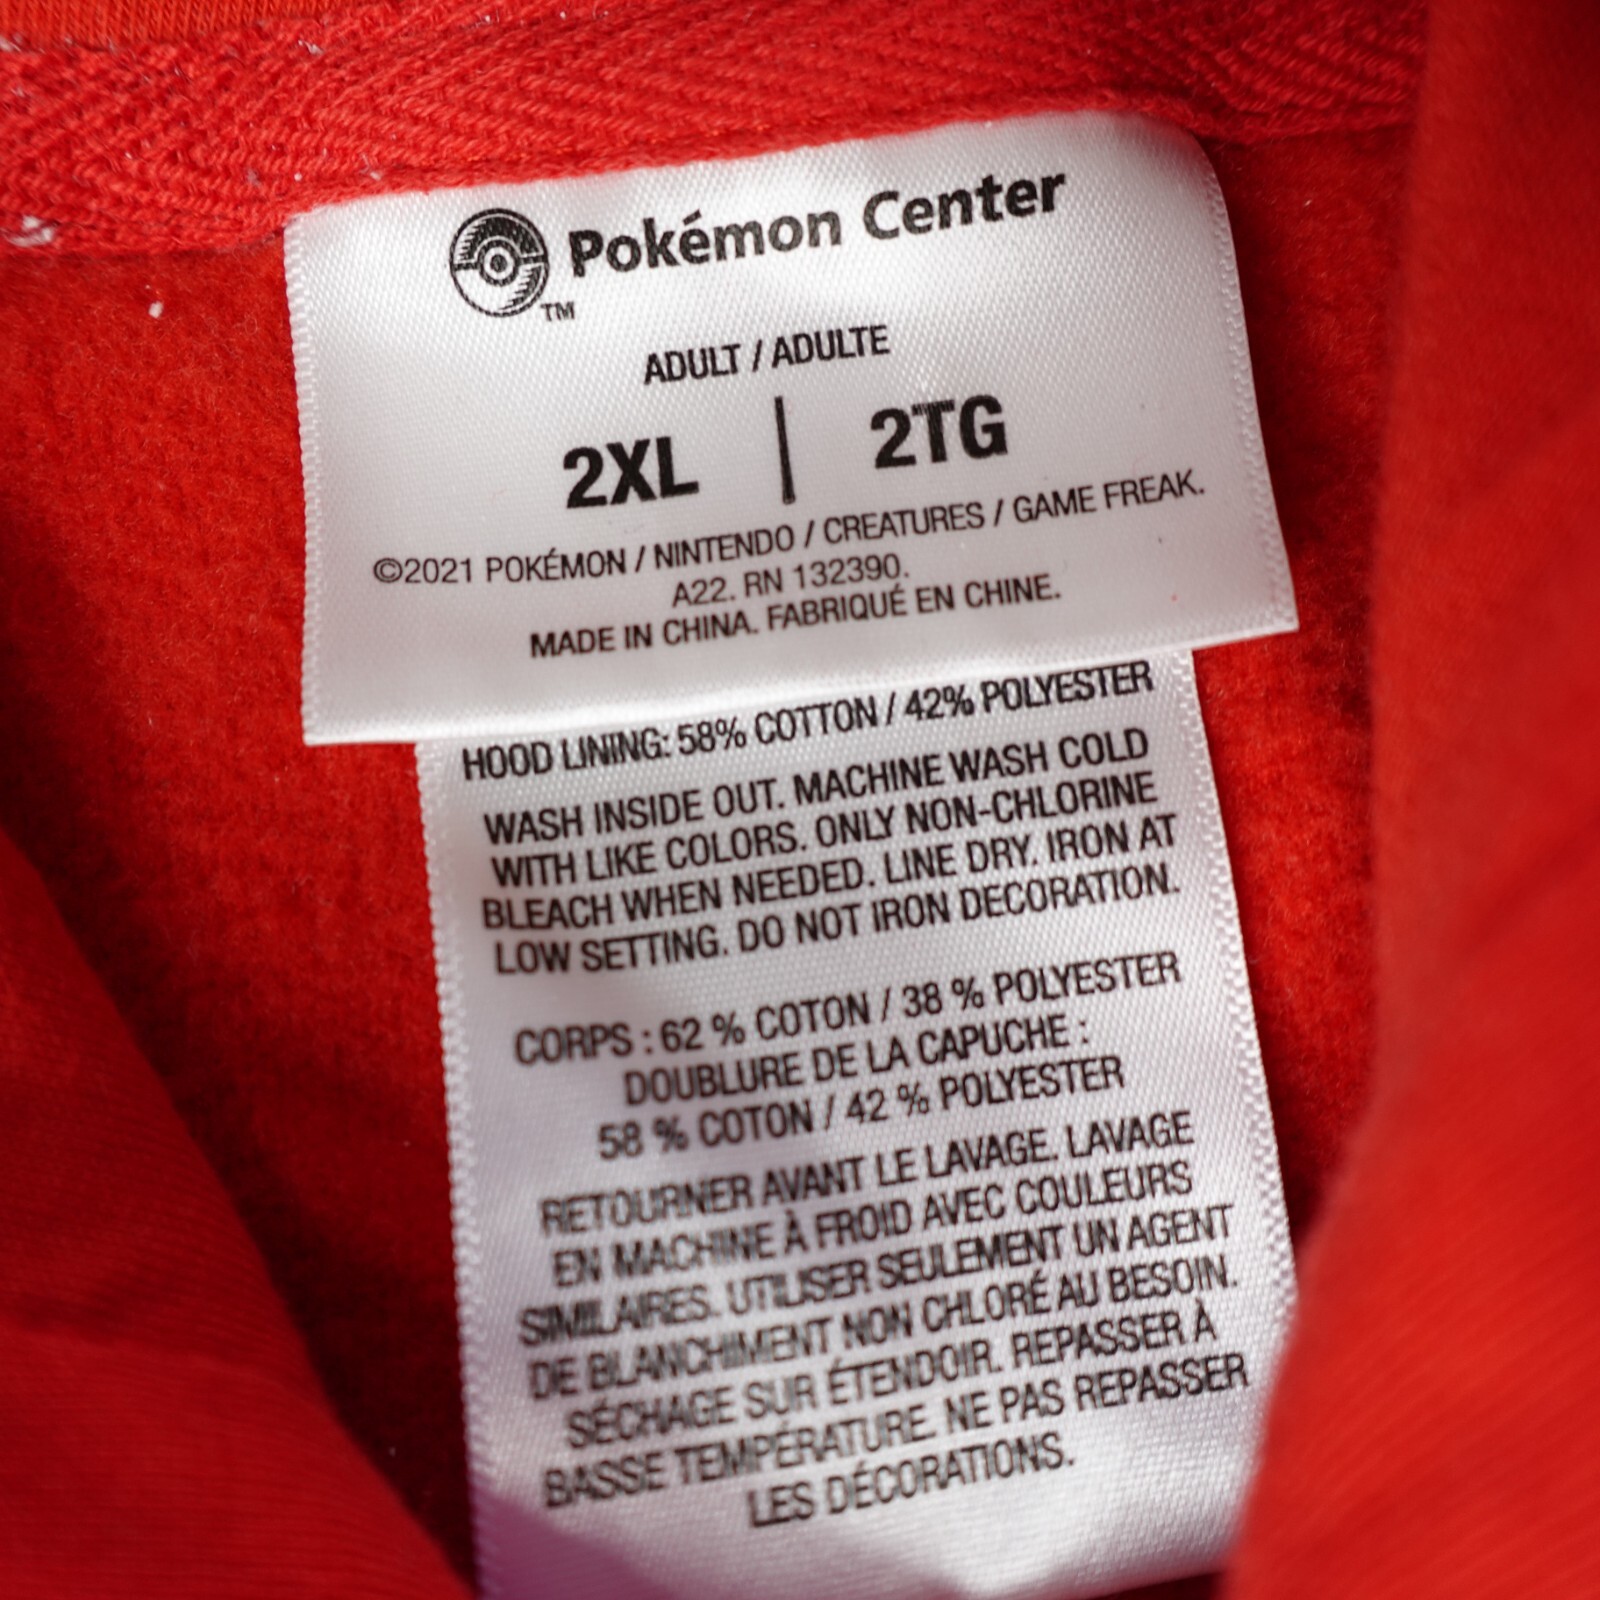 Pokémon Center
TM
ADULT / ADULTE
2XL | 2TG
©2021 POKÉMON / NINTENDO / CREATURES / GAME FREAK.
A22. RN 132390.
MADE IN CHINA. FABRIQUÉ EN CHINE.
HOOD LINING: 58% COTTON / 42% POLYESTER
WASH INSIDE OUT. MACHINE WASH COLD
WITH LIKE COLORS. ONLY NON-CHLORINE
BLEACH WHEN NEEDED. LINE DRY. IRON AT
LOW SETTING. DO NOT IRON DECORATION.
CORPS : 62 % COTON / 38 % POLYESTER
DOUBLURE DE LA CAPUCHE :
58 % COTON / 42 % POLYESTER
RETOURNER AVANT LE LAVAGE. LAVAGE
EN MACHINE À FROID AVEC COULEURS
SIMILAIRES. UTILISER SEULEMENT UN AGENT
DE BLANCHIMENT NON CHLORÉ AU BESOIN.
SÉCHAGE SUR ÉTENDOIR. REPASSER À
BASSE TEMPÉRATURE. NE PAS REPASSER
LES DÉCORATIONS.